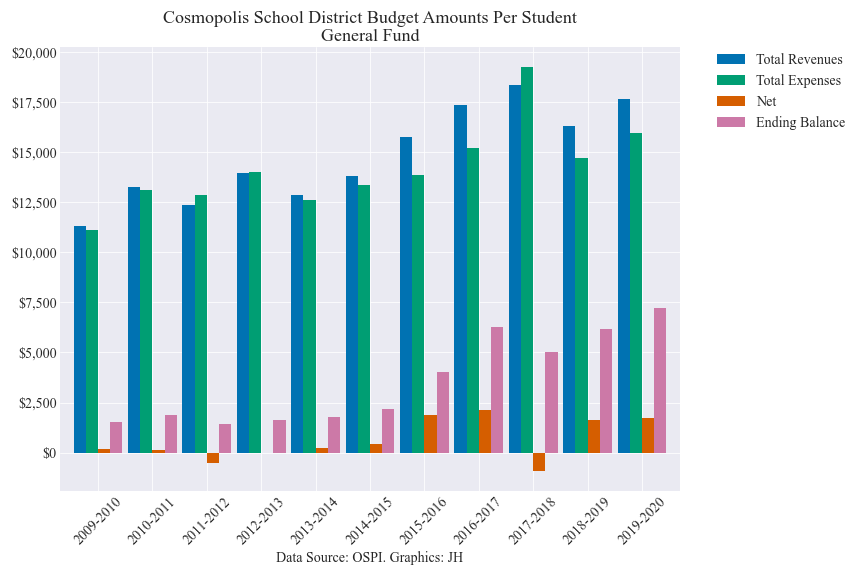 Cosmopolis School District Budget Amounts Per Student
General Fund
$20,000
$17,500
$15,000
$12,500
$10,000
$7,500
$5,000
$2,500
$0
Total Revenues
Total Expenses
Net
Ending Balance
2009-2010
2010-2011
2011-2012
2012-2013
2013-2014
2014-2015
2015-2016
2016-2017
2017-2018
2018-2019
2019-2020
Data Source: OSPI. Graphics: JH